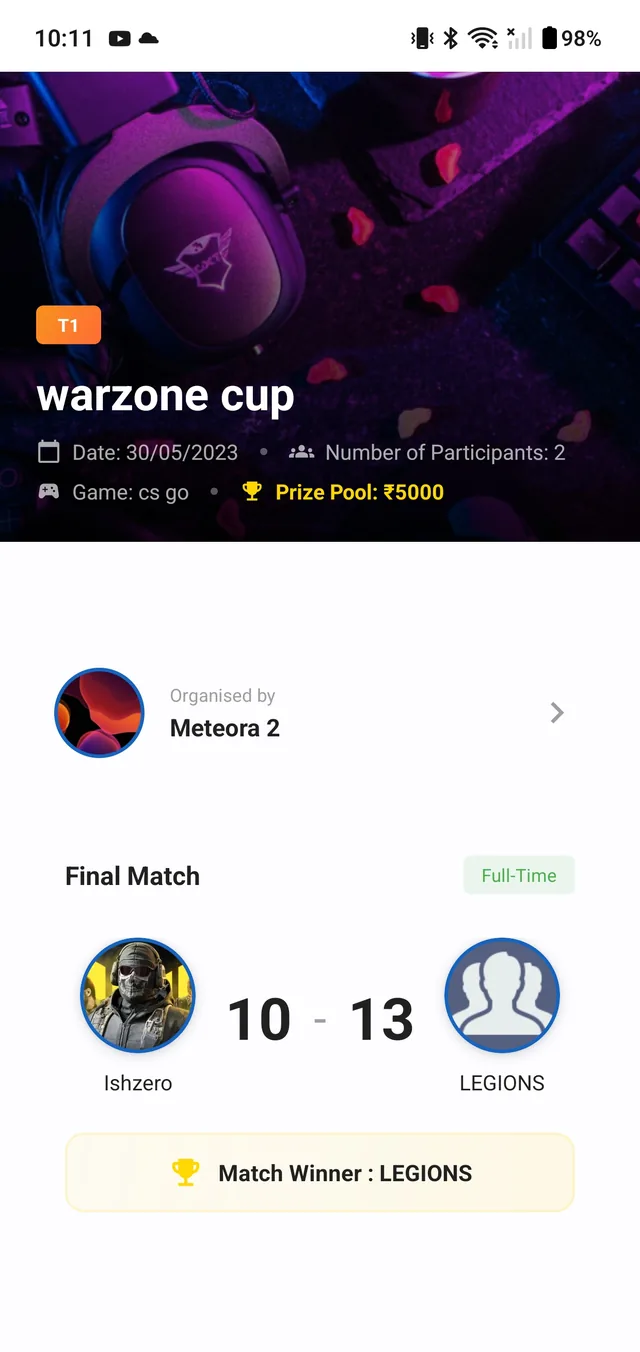 10:11 98%
T1
warzone cup
Date: 30/05/2023 • Number of Participants: 2
Game: cs go • Prize Pool: ₹5000
Organised by
Meteora 2
Final Match Full-Time
10 - 13
Ishzero LEGIONS
Match Winner : LEGIONS